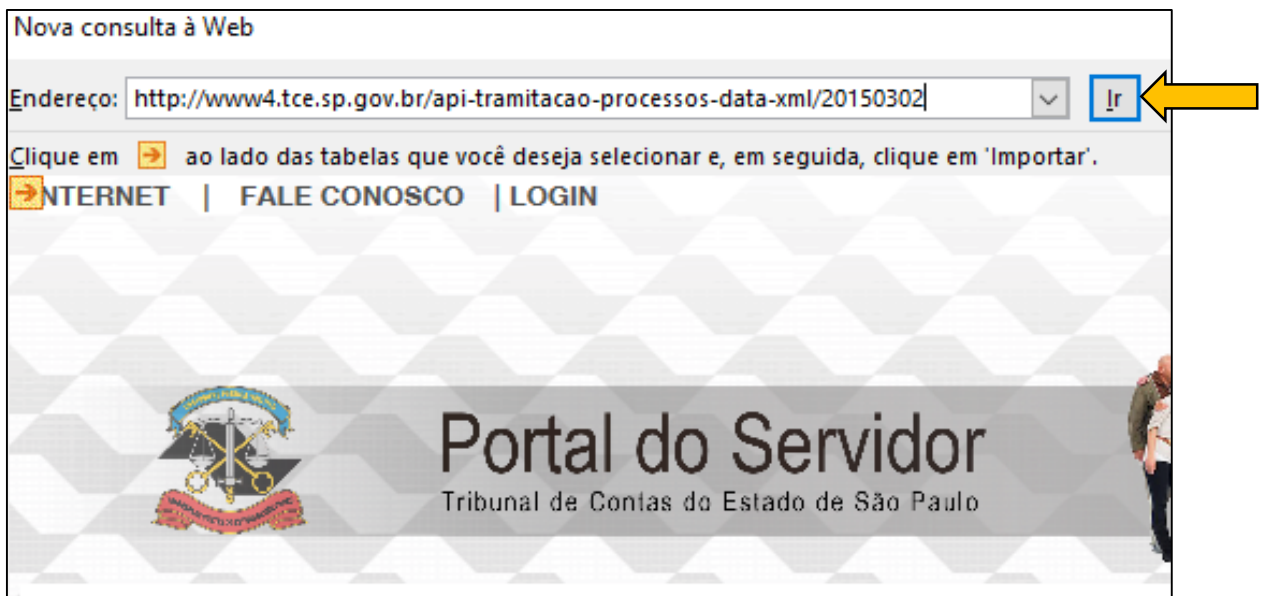 Nova consulta à Web
Endereço: http://www4.tce.sp.gov.br/api-tramitacao-processos-data-xml/20150302 Ir
Clique em ao lado das tabelas que você deseja selecionar e, em seguida, clique em 'Importar'.
NTERNET | FALE CONOSCO | LOGIN
Portal do Servidor
Tribunal de Contas do Estado de São Paulo